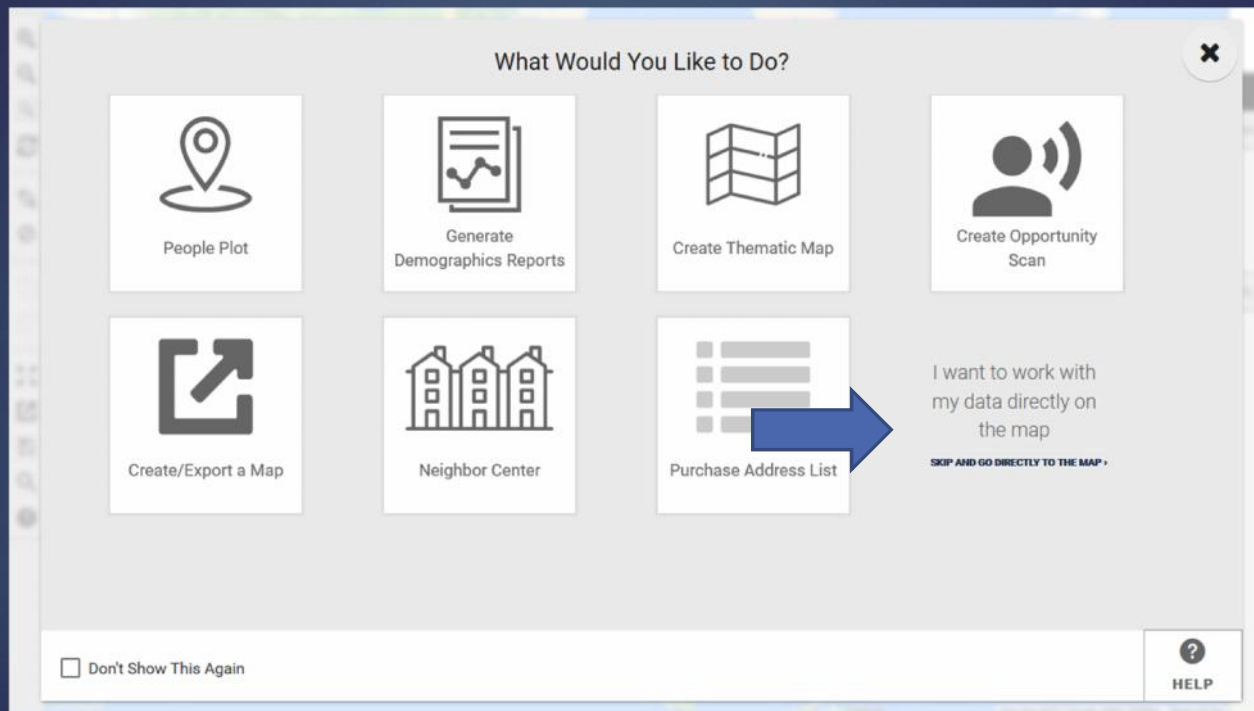 What Would You Like to Do?
People Plot
Generate
Demographics Reports
Create Thematic Map
Create Opportunity
Scan
Create/Export a Map
Neighbor Center
Purchase Address List
I want to work with
my data directly on
the map
SKIP AND GO DIRECTLY TO THE MAP ›
Don't Show This Again
HELP